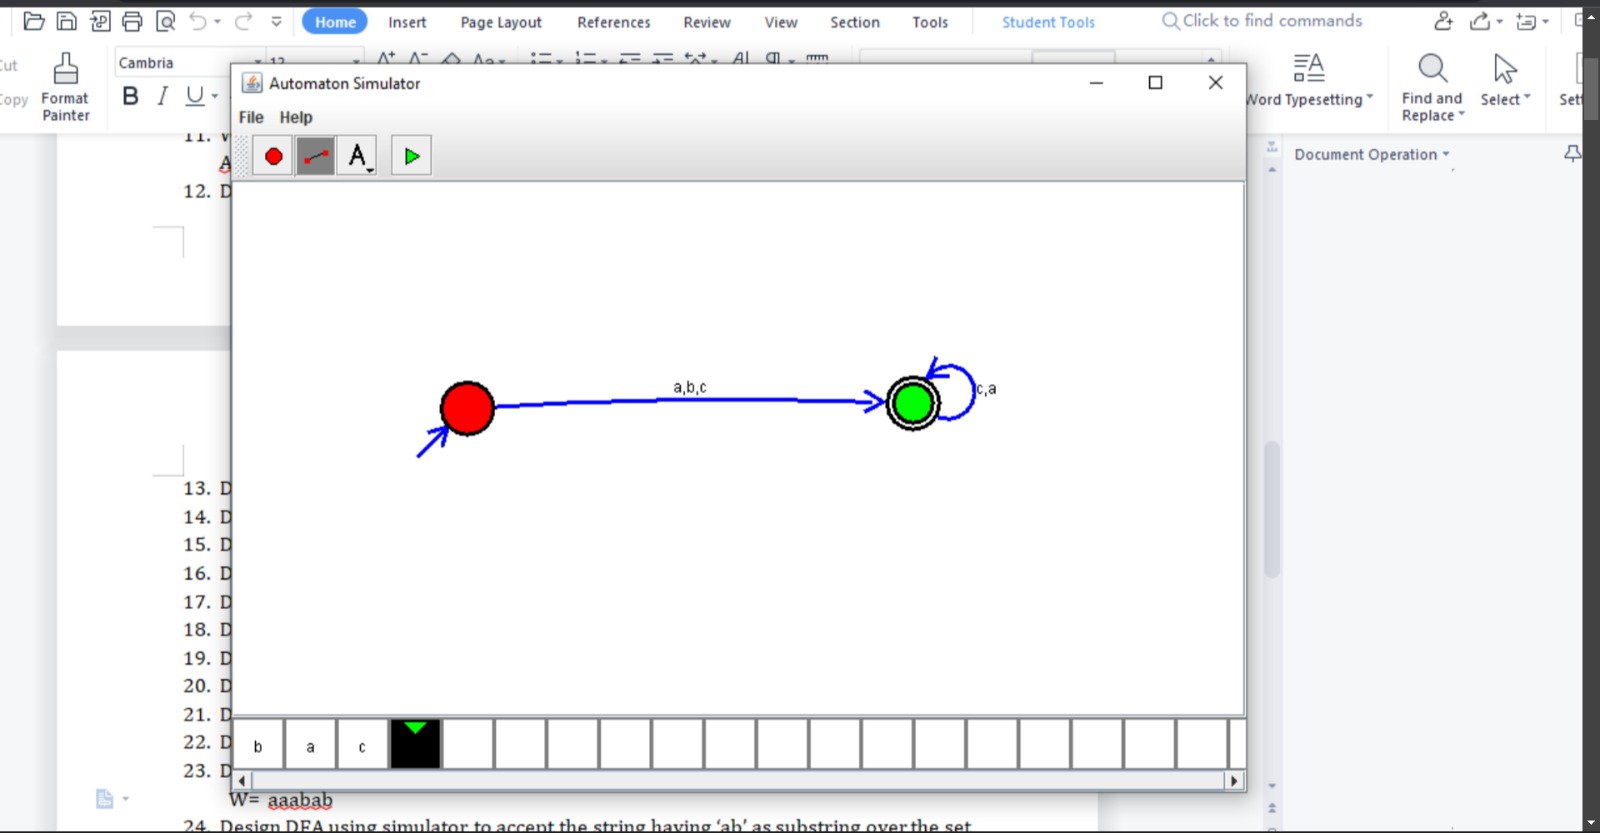 Home Insert Page Layout References Review View Section Tools Student Tools Click to find commands
Cambria 12
Format Painter
B I U
Word Typesetting
Find and Replace
Select
Document Operation
11.
12. D
Automaton Simulator
File Help
A
a,b,c
c,a
13. D
14. D
15. D
16. D
17. D
18. D
19. D
20. D
21. D
22. D
23. D
b a c
W= aaabab
24. Design DFA using simulator to accept the string having ‘ab’ as substring over the set